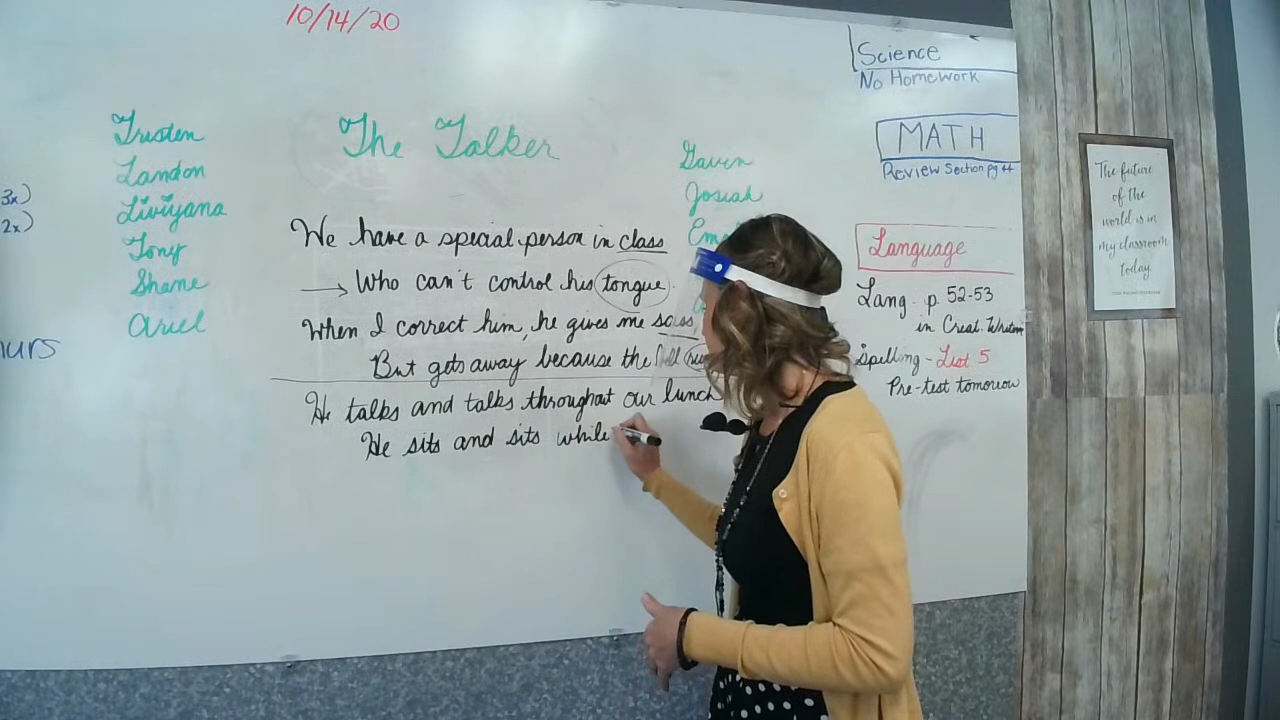 10/14/20
3x)
2x)
Tristen
Landon
Liviyana
Tony
Shane
Ariel
The Talker
We have a special person in class
→ Who can't control his tongue.
When I correct him, he gives me sass
But gets away because the
He talks and talks throughout our lunch
He sits and sits while
Gavin
Josiah
Science
No Homework
MATH
Review Section pg 44
Language
Lang. p. 52-53
in Creat. Wisdom
Spelling - List 5
Pre-test tomorrow
The future
of the
world is in
my classroom
today